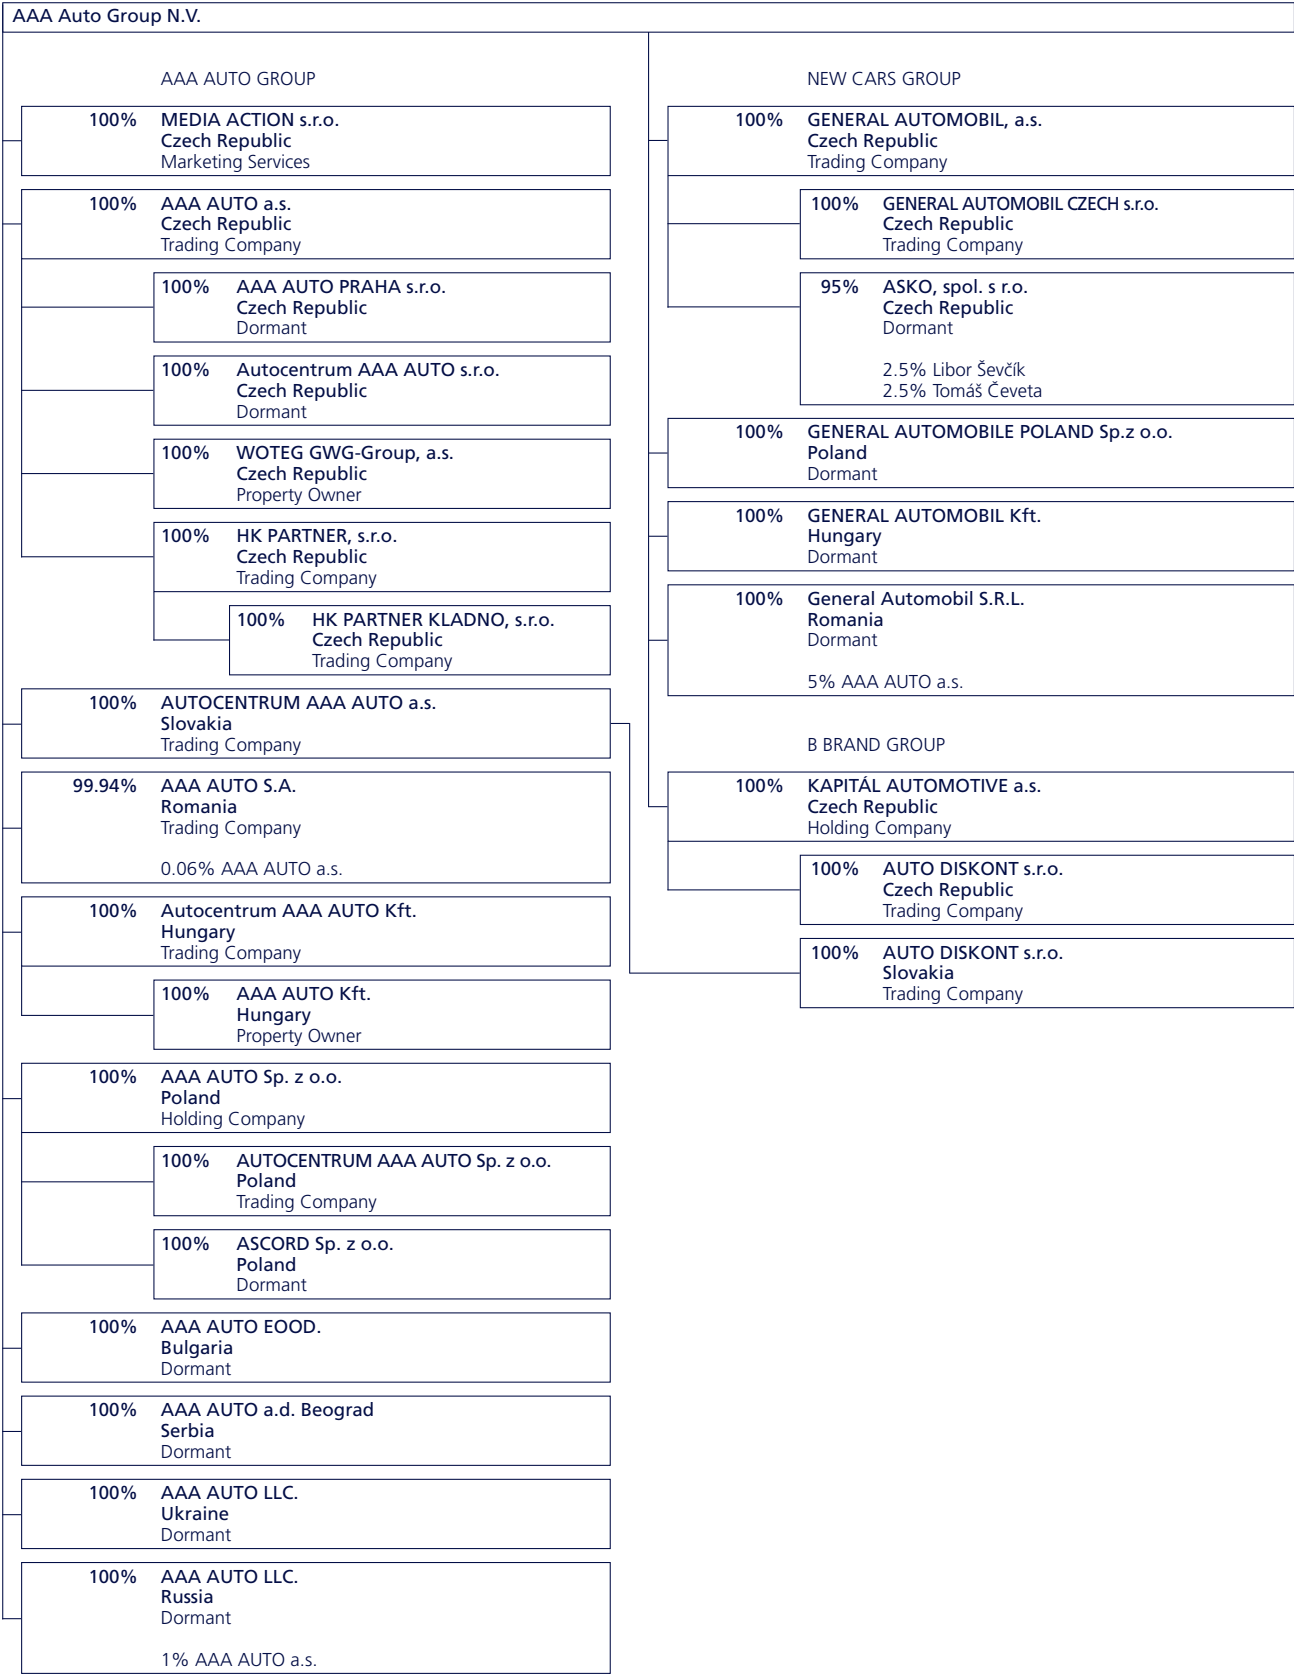 AAA Auto Group N.V.
AAA AUTO GROUP
100% MEDIA ACTION s.r.o.
Czech Republic
Marketing Services
100% AAA AUTO a.s.
Czech Republic
Trading Company
100% AAA AUTO PRAHA s.r.o.
Czech Republic
Dormant
100% Autocentrum AAA AUTO s.r.o.
Czech Republic
Dormant
100% WOTEG GWG-Group, a.s.
Czech Republic
Property Owner
100% HK PARTNER, s.r.o.
Czech Republic
Trading Company
100% HK PARTNER KLADNO, s.r.o.
Czech Republic
Trading Company
100% AUTOCENTRUM AAA AUTO a.s.
Slovakia
Trading Company
99.94% AAA AUTO S.A.
Romania
Trading Company
0.06% AAA AUTO a.s.
100% Autocentrum AAA AUTO Kft.
Hungary
Trading Company
100% AAA AUTO Kft.
Hungary
Property Owner
100% AAA AUTO Sp. z o.o.
Poland
Holding Company
100% AUTOCENTRUM AAA AUTO Sp. z o.o.
Poland
Trading Company
100% ASCORD Sp. z o.o.
Poland
Dormant
100% AAA AUTO EOOD.
Bulgaria
Dormant
100% AAA AUTO a.d. Beograd
Serbia
Dormant
100% AAA AUTO LLC.
Ukraine
Dormant
100% AAA AUTO LLC.
Russia
Dormant
1% AAA AUTO a.s.
NEW CARS GROUP
100% GENERAL AUTOMOBIL, a.s.
Czech Republic
Trading Company
100% GENERAL AUTOMOBIL CZECH s.r.o.
Czech Republic
Trading Company
95% ASKO, spol. s r.o.
Czech Republic
Dormant
2.5% Libor Ševčík
2.5% Tomáš Čeveta
100% GENERAL AUTOMOBILE POLAND Sp.z o.o.
Poland
Dormant
100% GENERAL AUTOMOBIL Kft.
Hungary
Dormant
100% General Automobil S.R.L.
Romania
Dormant
5% AAA AUTO a.s.
B BRAND GROUP
100% KAPITÁL AUTOMOTIVE a.s.
Czech Republic
Holding Company
100% AUTO DISKONT s.r.o.
Czech Republic
Trading Company
100% AUTO DISKONT s.r.o.
Slovakia
Trading Company